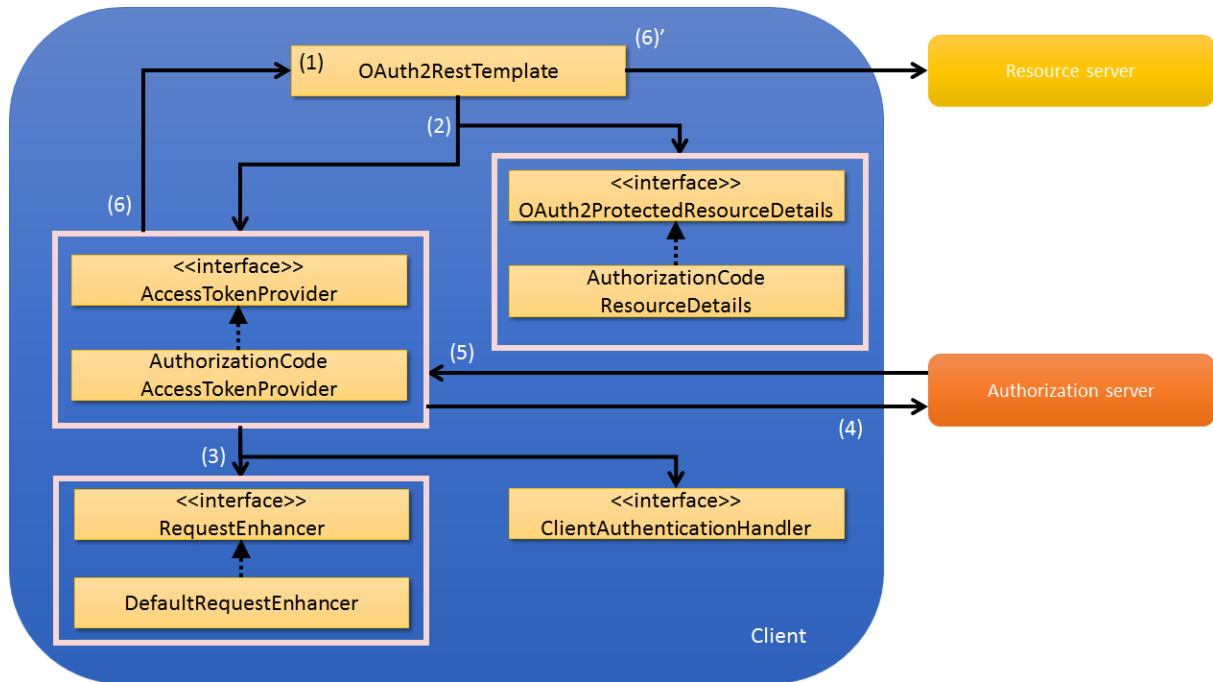 (6)’
(1)
OAuth2RestTemplate
Resource server
(2)
<<interface>>
OAuth2ProtectedResourceDetails
(6)
<<interface>>
AccessTokenProvider
AuthorizationCode
ResourceDetails
AuthorizationCode
AccessTokenProvider
(5)
Authorization server
(4)
(3)
<<interface>>
RequestEnhancer
<<interface>>
ClientAuthenticationHandler
DefaultRequestEnhancer
Client